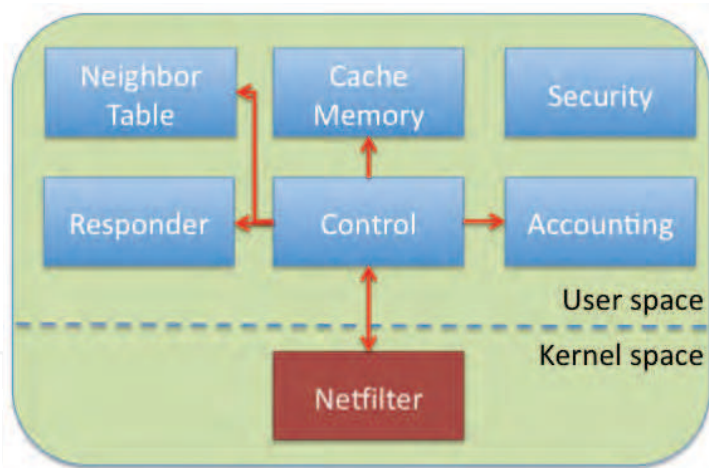 Neighbor
Table
Cache
Memory
Security
Responder
Control
Accounting
User space
Kernel space
Netfilter